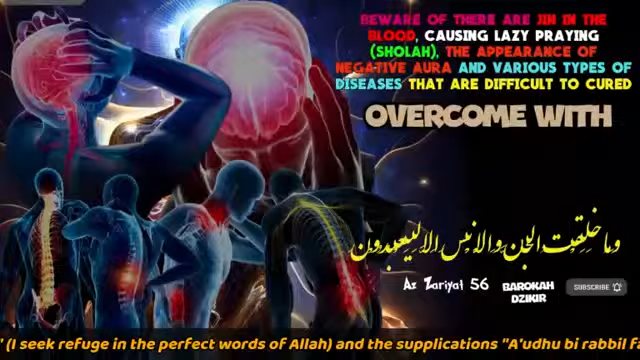 BEWARE OF THERE ARE JIN IN THE
BLOOD, CAUSING LAZY PRAYING
(SHOLAH), THE APPEARANCE OF
NEGATIVE AURA AND VARIOUS TYPES OF
DISEASES THAT ARE DIFFICULT TO CURED
OVERCOME WITH
وما خلقت الجن والانس الا ليعبدون
Az Zariyat 56
BAROKAH
DZIKIR
SUBSCRIBE
" (I seek refuge in the perfect words of Allah) and the supplications "A'udhu bi rabbil fa